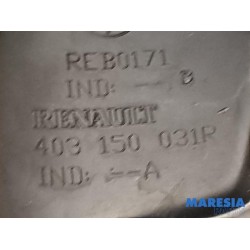 REB0171
IND: -- B
RENAULT
403 150 031R
IND: --A
MARESIA